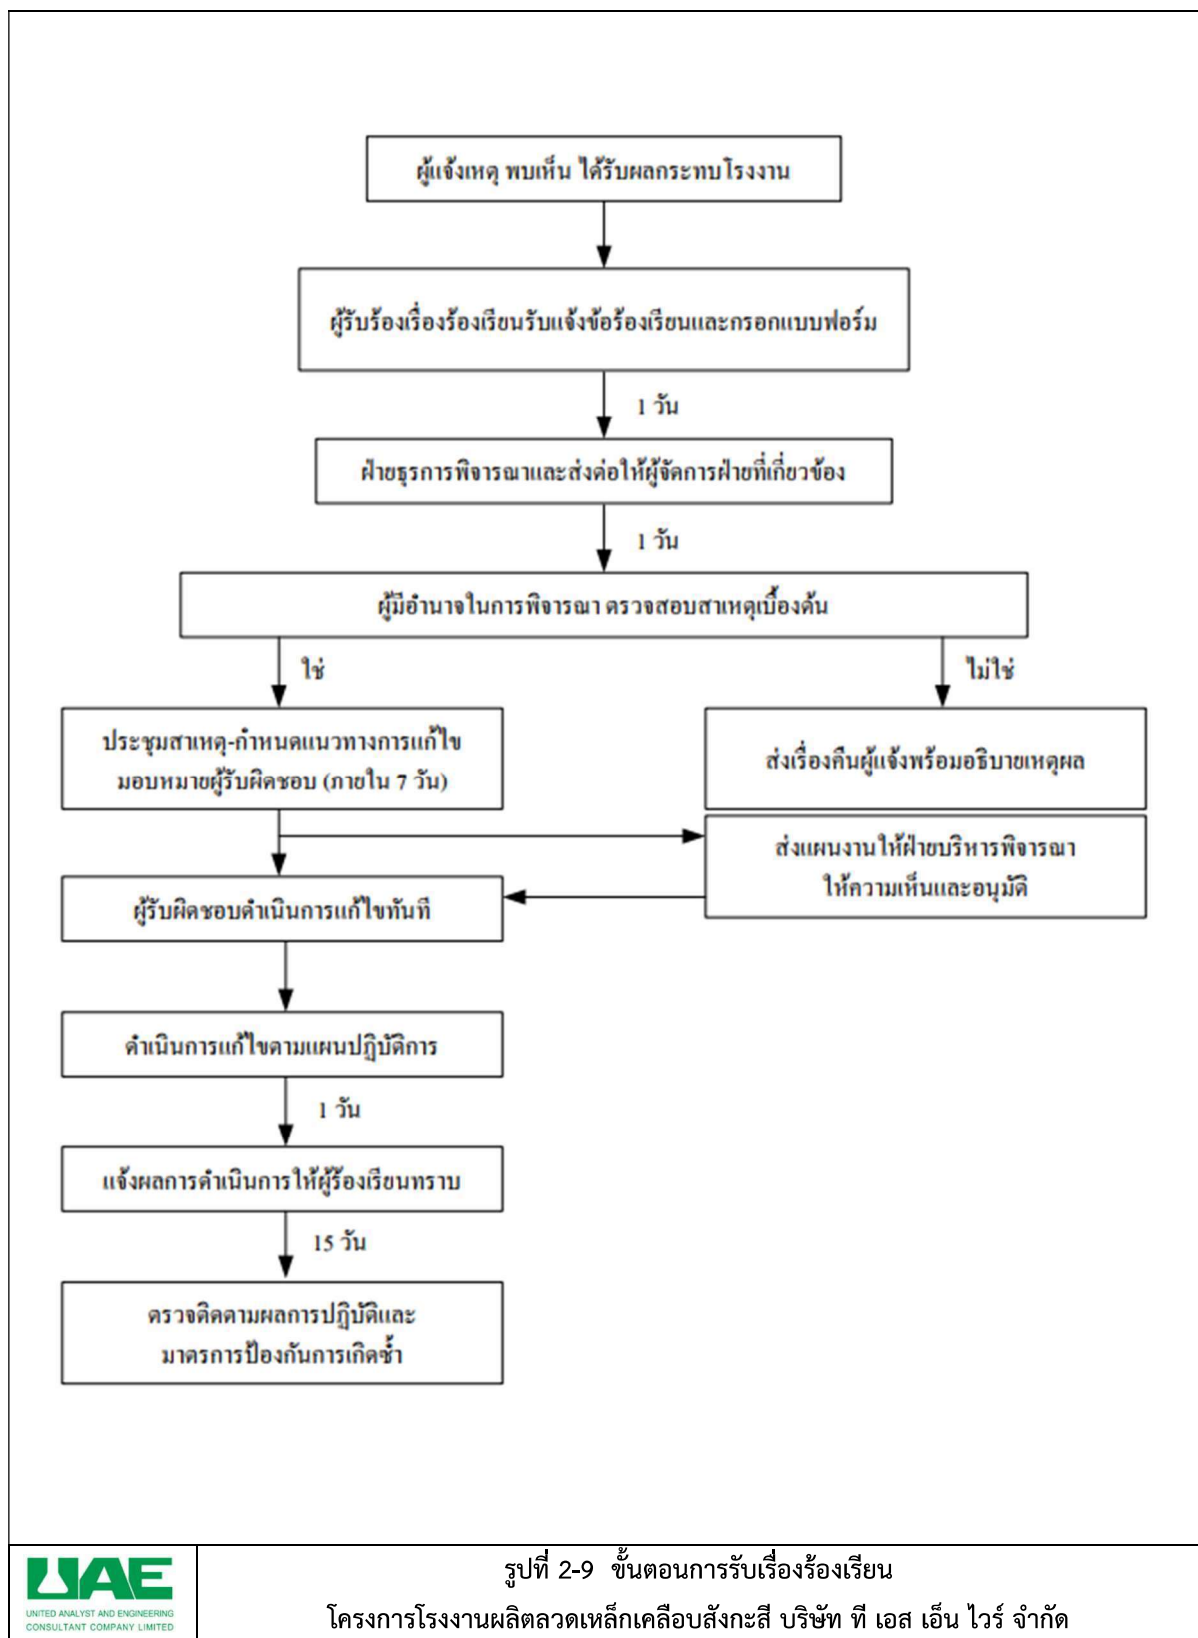 ผู้แจ้งเหตุ พบเห็น ได้รับผลกระทบโรงงาน
ผู้รับร้องเรื่องร้องเรียนรับแจ้งข้อร้องเรียนและกรอกแบบฟอร์ม
1 วัน
ฝ่ายธุรการพิจารณาและส่งต่อให้ผู้จัดการฝ่ายที่เกี่ยวข้อง
1 วัน
ผู้มีอำนาจในการพิจารณา ตรวจสอบสาเหตุเบื้องต้น
ใช่
ไม่ใช่
ประชุมสาเหตุ-กำหนดแนวทางการแก้ไข
มอบหมายผู้รับผิดชอบ (ภายใน 7 วัน)
ส่งเรื่องคืนผู้แจ้งพร้อมอธิบายเหตุผล
ส่งแผนงานให้ฝ่ายบริหารพิจารณา
ให้ความเห็นและอนุมัติ
ผู้รับผิดชอบดำเนินการแก้ไขทันที
ดำเนินการแก้ไขตามแผนปฏิบัติการ
1 วัน
แจ้งผลการดำเนินการให้ผู้ร้องเรียนทราบ
15 วัน
ตรวจติดตามผลการปฏิบัติและ
มาตรการป้องกันการเกิดซ้ำ
UAE
UNITED ANALYST AND ENGINEERING
CONSULTANT COMPANY LIMITED
รูปที่ 2-9 ขั้นตอนการรับเรื่องร้องเรียน
โครงการโรงงานผลิตลวดเหล็กเคลือบสังกะสี บริษัท ที เอส เอ็น ไวร์ จำกัด